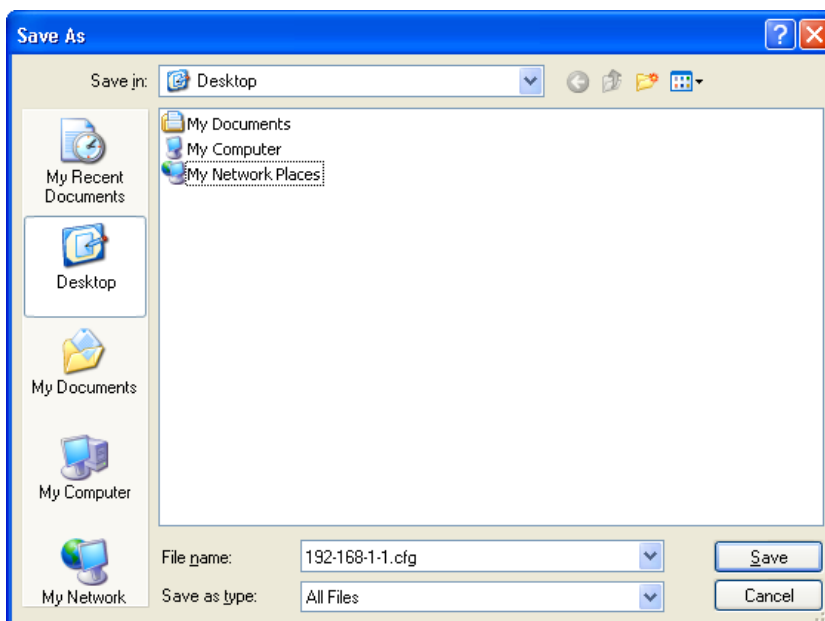 Save As
Save in:
Desktop
My Recent
Documents
Desktop
My Documents
My Computer
My Network
My Documents
My Computer
My Network Places
File name:
192-168-1-1.cfg
Save
Save as type:
All Files
Cancel